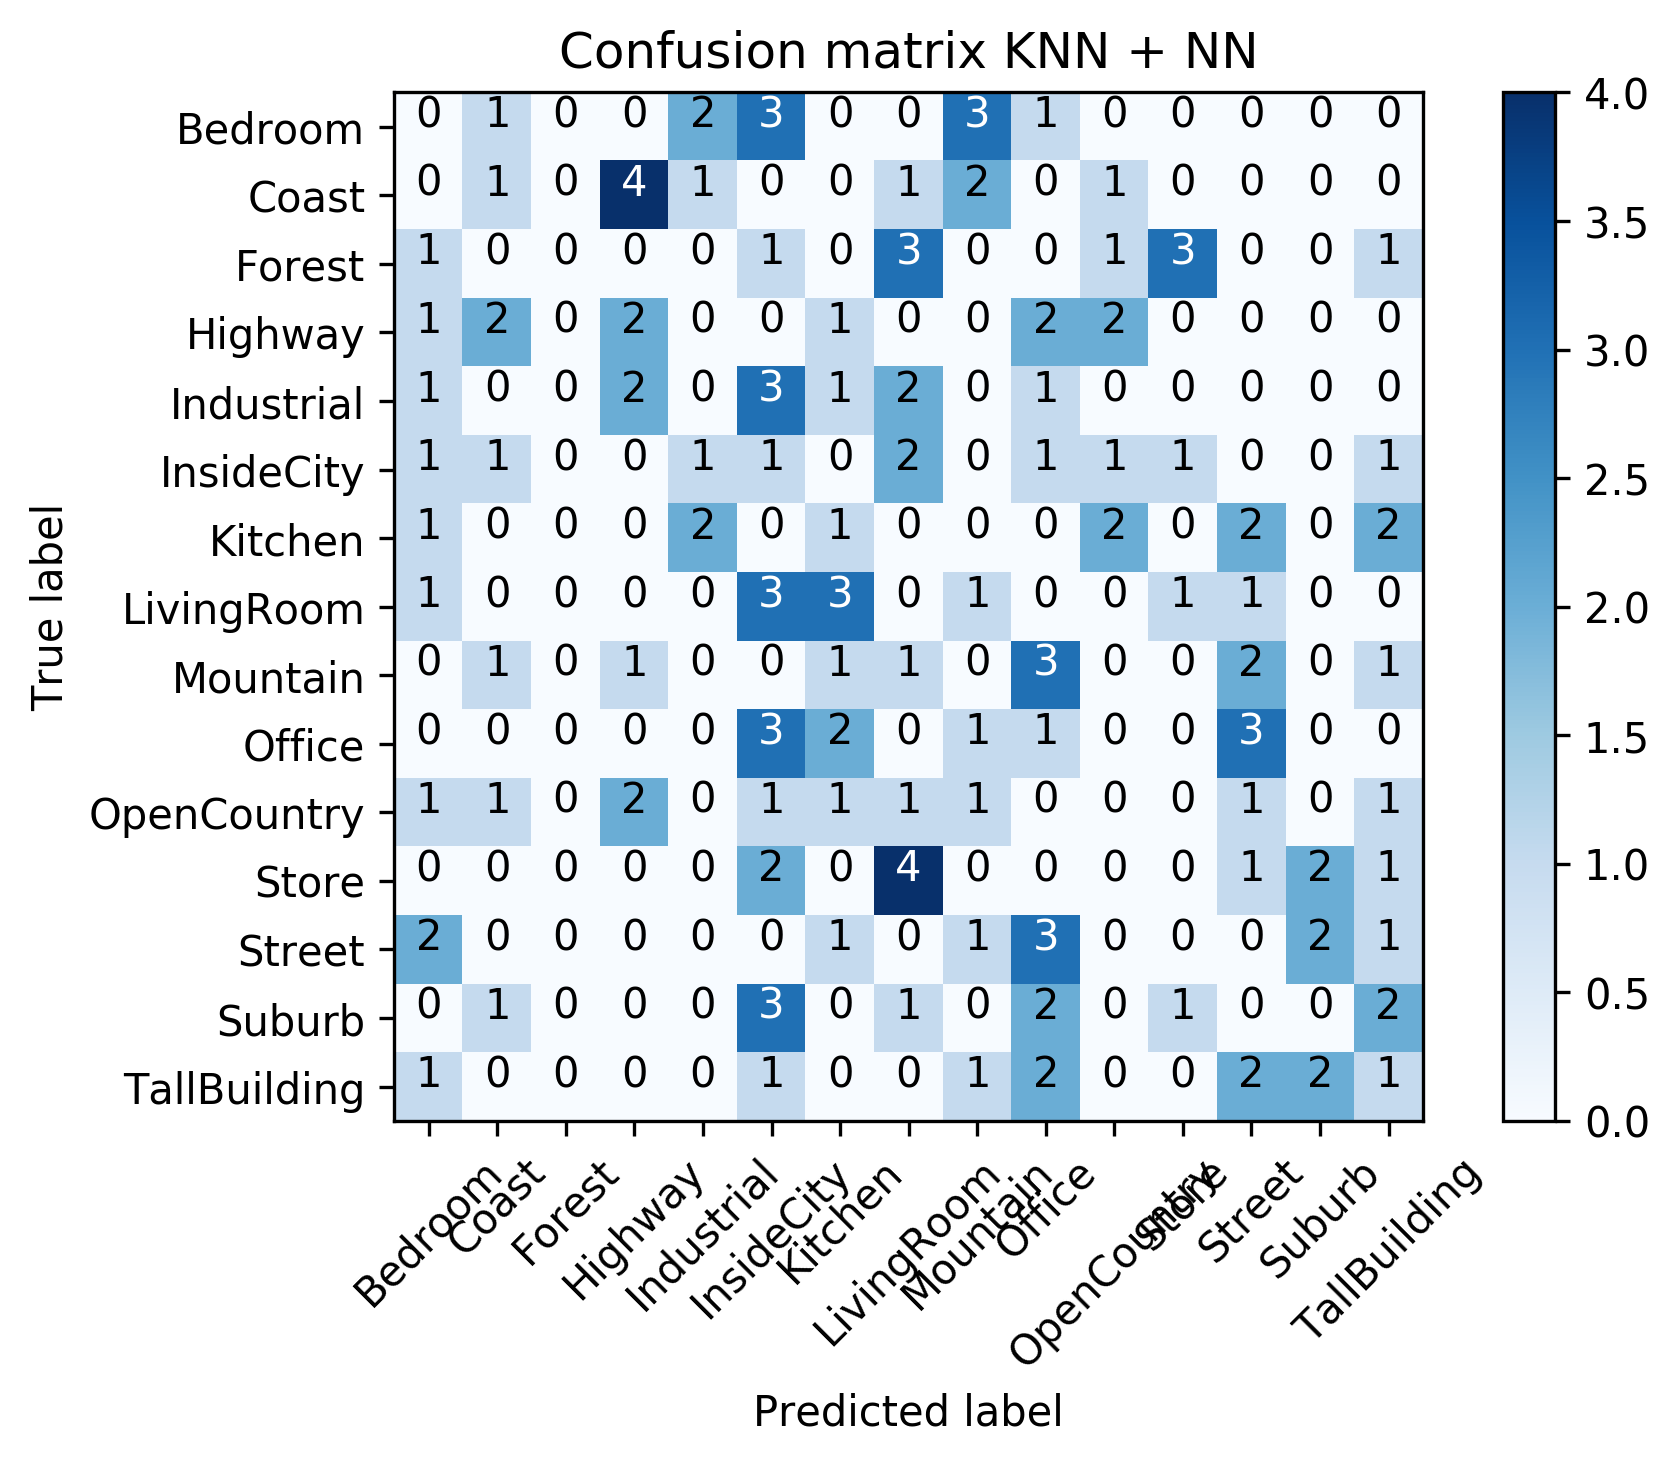 Confusion matrix KNN + NN
Bedroom 0 1 0 0 2 3 0 0 3 1 0 0 0 0 0
Coast 0 1 0 4 1 0 0 1 2 0 1 0 0 0 0
Forest 1 0 0 0 0 1 0 3 0 0 1 3 0 0 1
Highway 1 2 0 2 0 0 1 0 0 2 2 0 0 0 0
Industrial 1 0 0 2 0 3 1 2 0 1 0 0 0 0 0
InsideCity 1 1 0 0 1 1 0 2 0 1 1 1 0 0 1
Kitchen 1 0 0 0 2 0 1 0 0 0 2 0 2 0 2
LivingRoom 1 0 0 0 0 3 3 0 1 0 0 1 1 0 0
Mountain 0 1 0 1 0 0 1 1 0 3 0 0 2 0 1
Office 0 0 0 0 0 3 2 0 1 1 0 0 3 0 0
OpenCountry 1 1 0 2 0 1 1 1 1 0 0 0 1 0 1
Store 0 0 0 0 0 2 0 4 0 0 0 0 1 2 1
Street 2 0 0 0 0 0 1 0 1 3 0 0 0 2 1
Suburb 0 1 0 0 0 3 0 1 0 2 0 1 0 0 2
TallBuilding 1 0 0 0 0 1 0 0 1 2 0 0 2 2 1
True label
Bedroom
Coast
Forest
Highway
Industrial
InsideCity
Kitchen
LivingRoom
Mountain
Office
OpenCountry
Store
Street
Suburb
TallBuilding
Predicted label
4.0
3.5
3.0
2.5
2.0
1.5
1.0
0.5
0.0